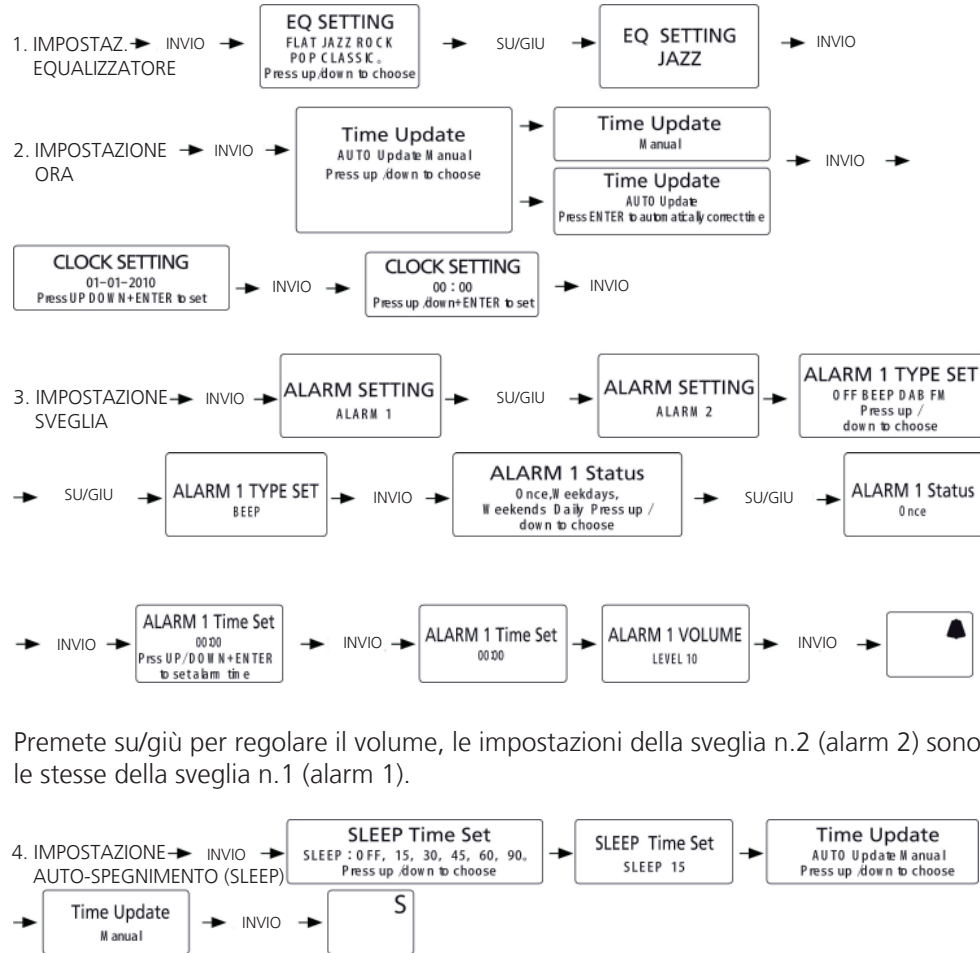 1. IMPOSTAZ. INVIO EQ SETTING SU/GIU EQ SETTING INVIO
EQUALIZZATORE FLAT JAZZ ROCK JAZZ
POP CLASSIC。
Press up/down to choose
2. IMPOSTAZIONE INVIO Time Update Time Update INVIO
ORA AUTO Update Manual Manual
Press up /down to choose Time Update
AUTO Update
Press ENTER to automatically correct time
CLOCK SETTING INVIO CLOCK SETTING INVIO
01-01-2010 00 : 00
Press UP DOWN+ENTER to set Press up /down+ENTER to set
3. IMPOSTAZIONE INVIO ALARM SETTING SU/GIU ALARM SETTING ALARM 1 TYPE SET
SVEGLIA ALARM 1 ALARM 2 OFF BEEP DAB FM
Press up /
down to choose
SU/GIU ALARM 1 TYPE SET INVIO ALARM 1 Status SU/GIU ALARM 1 Status
BEEP Once,Weekdays, Once
Weekends Daily Press up /
down to choose
INVIO ALARM 1 Time Set INVIO ALARM 1 Time Set ALARM 1 VOLUME INVIO
00:00 00:00 LEVEL 10
Prss UP/DOWN+ENTER
to set alarm time
Premete su/giù per regolare il volume, le impostazioni della sveglia n.2 (alarm 2) sono
le stesse della sveglia n.1 (alarm 1).
4. IMPOSTAZIONE INVIO SLEEP Time Set SLEEP Time Set Time Update
AUTO-SPEGNIMENTO (SLEEP) SLEEP : OFF, 15, 30, 45, 60, 90。 SLEEP 15 AUTO Update Manual
Press up /down to choose Press up /down to choose
Time Update INVIO S
Manual